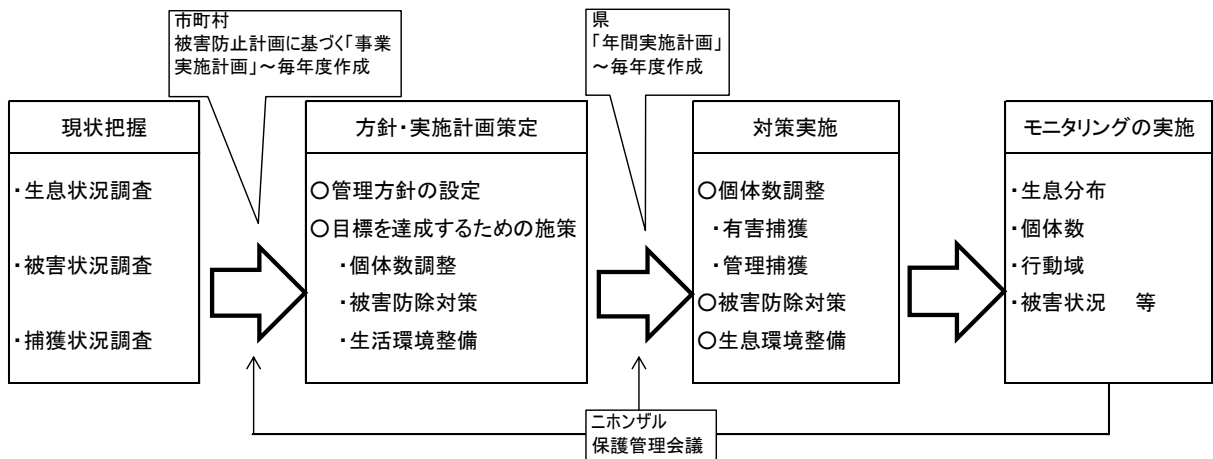 市町村
被害防止計画に基づく「事業
実施計画」～毎年度作成
県
「年間実施計画」
～毎年度作成
現状把握
・生息状況調査
・被害状況調査
・捕獲状況調査
方針・実施計画策定
○管理方針の設定
○目標を達成するための施策
・個体数調整
・被害防除対策
・生活環境整備
対策実施
○個体数調整
・有害捕獲
・管理捕獲
○被害防除対策
○生息環境整備
モニタリングの実施
・生息分布
・個体数
・行動域
・被害状況　等
ニホンザル
保護管理会議